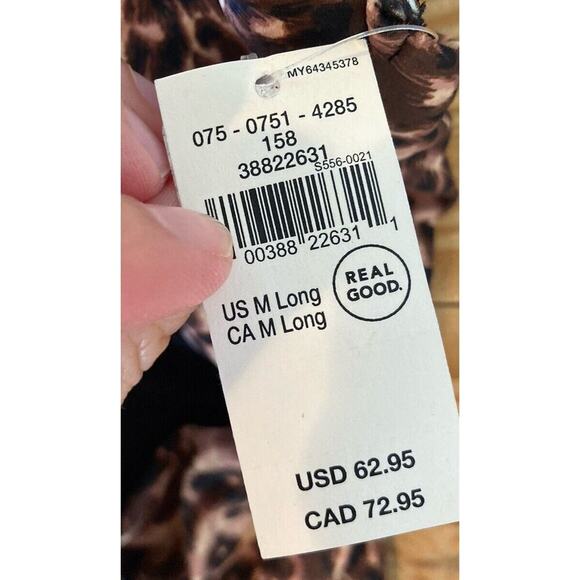 MY64345378
075 - 0751 - 4285
158
38822631
S556-0021
00388 22631 1
REAL
GOOD.
US M Long
CA M Long
USD 62.95
CAD 72.95